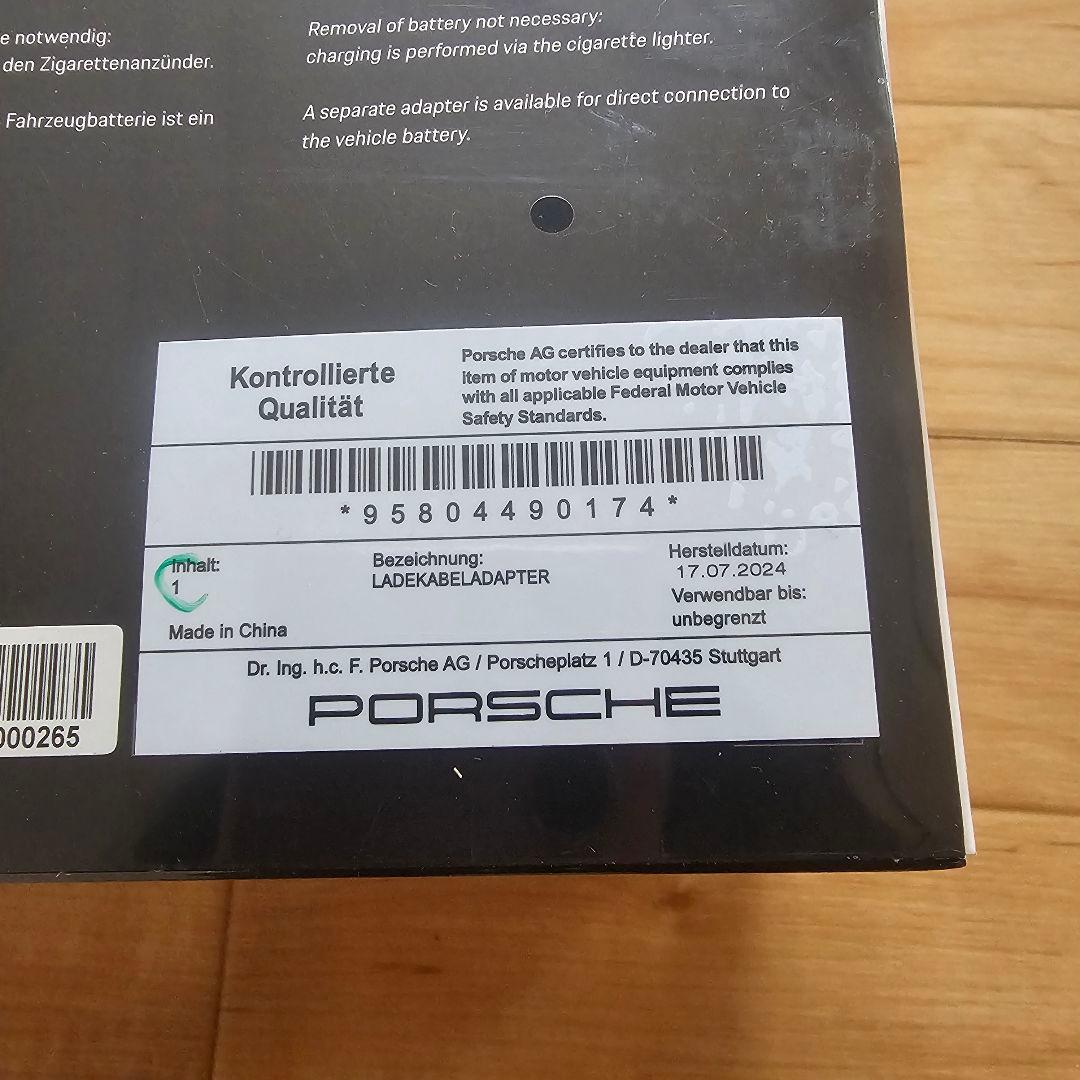 e notwendig:
den Zigarettenanzünder.
Fahrzeugbatterie ist ein
Removal of battery not necessary:
charging is performed via the cigarette lighter.
A separate adapter is available for direct connection to
the vehicle battery.
Kontrollierte
Qualität
Porsche AG certifies to the dealer that this
item of motor vehicle equipment complies
with all applicable Federal Motor Vehicle
Safety Standards.
*95804490174*
Inhalt:
1
Made in China
Bezeichnung:
LADEKABELADAPTER
Herstelldatum:
17.07.2024
Verwendbar bis:
unbegrenzt
Dr. Ing. h.c. F. Porsche AG / Porscheplatz 1 / D-70435 Stuttgart
PORSCHE
000265